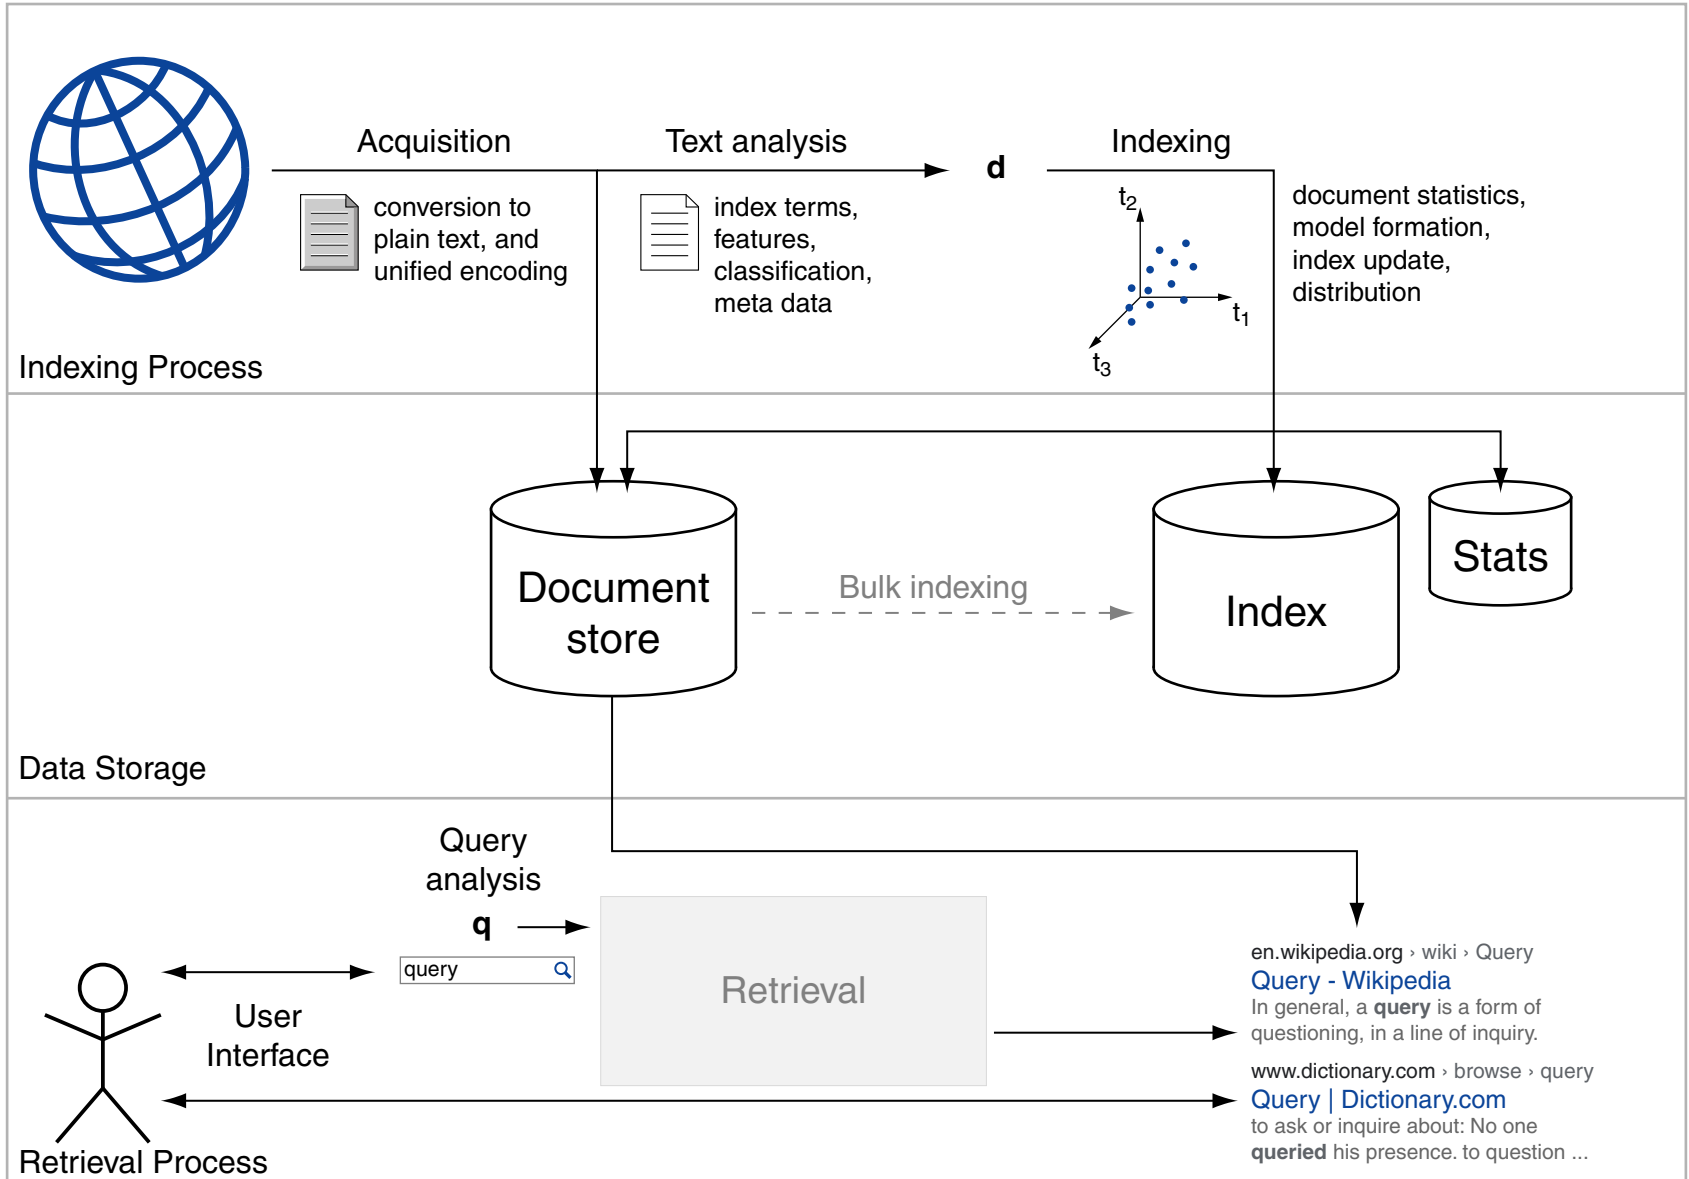 Acquisition
Text analysis
d
Indexing
conversion to
plain text, and
unified encoding
index terms,
features,
classification,
meta data
t2
t1
t3
document statistics,
model formation,
index update,
distribution
Indexing Process
Document
store
Bulk indexing
Index
Stats
Data Storage
Query
analysis
q
query
User
Interface
Retrieval
en.wikipedia.org › wiki › Query
Query - Wikipedia
In general, a query is a form of
questioning, in a line of inquiry.
www.dictionary.com › browse › query
Query | Dictionary.com
to ask or inquire about: No one
queried his presence. to question ...
Retrieval Process